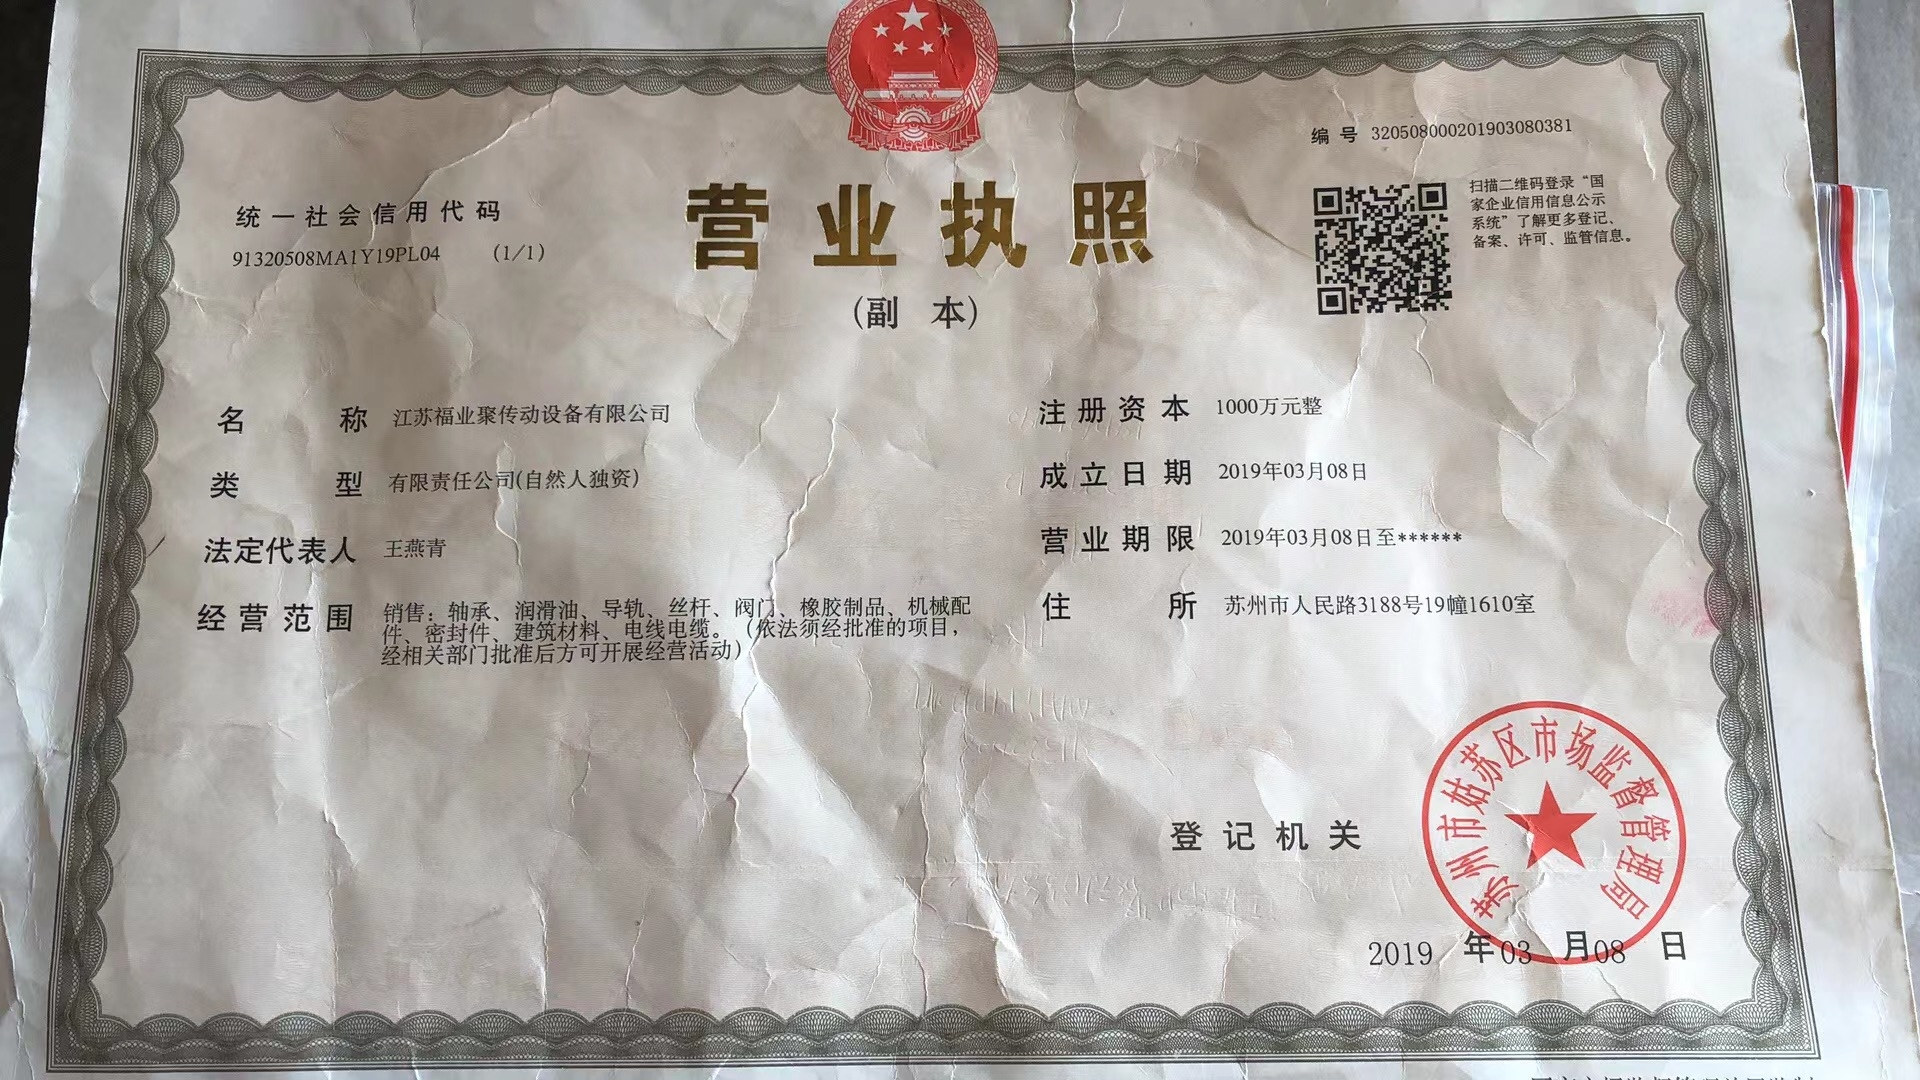 编号 320508000201903080381
统一社会信用代码
91320508MA1Y19PL04 (1/1)
营业执照
(副 本)
扫描二维码登录“国
家企业信用信息公示
系统”了解更多登记、
备案、许可、监管信息。
名称 江苏福业聚传动设备有限公司
类型 有限责任公司(自然人独资)
法定代表人 王燕青
经营范围 销售：轴承、润滑油、导轨、丝杆、阀门、橡胶制品、机械配
件、密封件、建筑材料、电线电缆。（依法须经批准的项目，
经相关部门批准后方可开展经营活动）
注册资本 1000万元整
成立日期 2019年03月08日
营业期限 2019年03月08日至******
住所 苏州市人民路3188号19幢1610室
登记机关
苏州市姑苏区市场监督管理局
2019 年03 月08 日